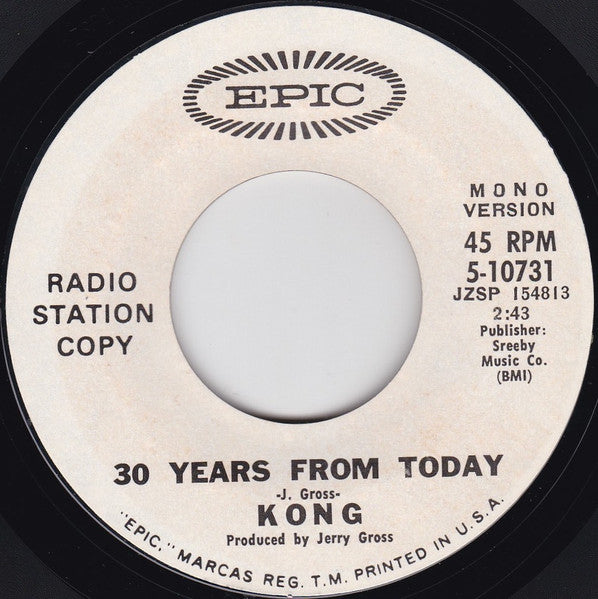 EPIC
RADIO
STATION
COPY
MONO
VERSION
45 RPM
5-10731
JZSP 154813
2:43
Publisher:
Sreeby
Music Co.
(BMI)
30 YEARS FROM TODAY
-J. Gross-
KONG
Produced by Jerry Gross
"EPIC," MARCAS REG. T.M. PRINTED IN U.S.A.